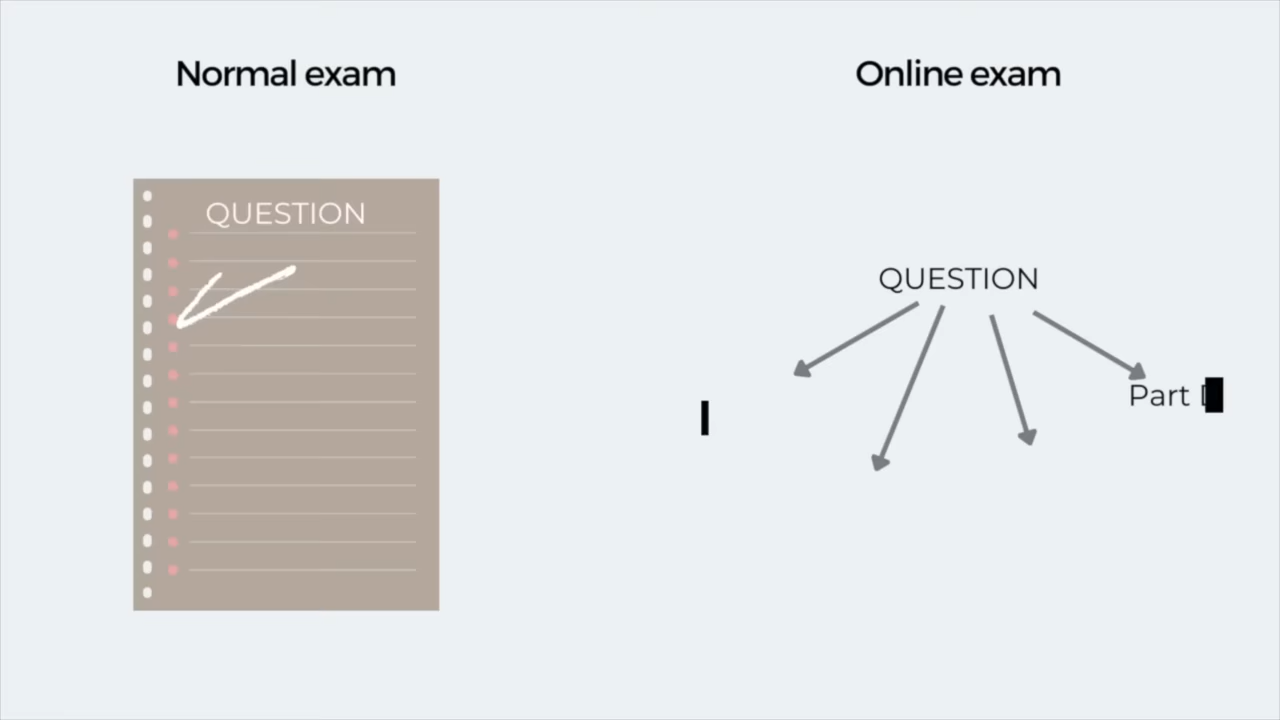 Normal exam
Online exam
QUESTION
QUESTION
Part